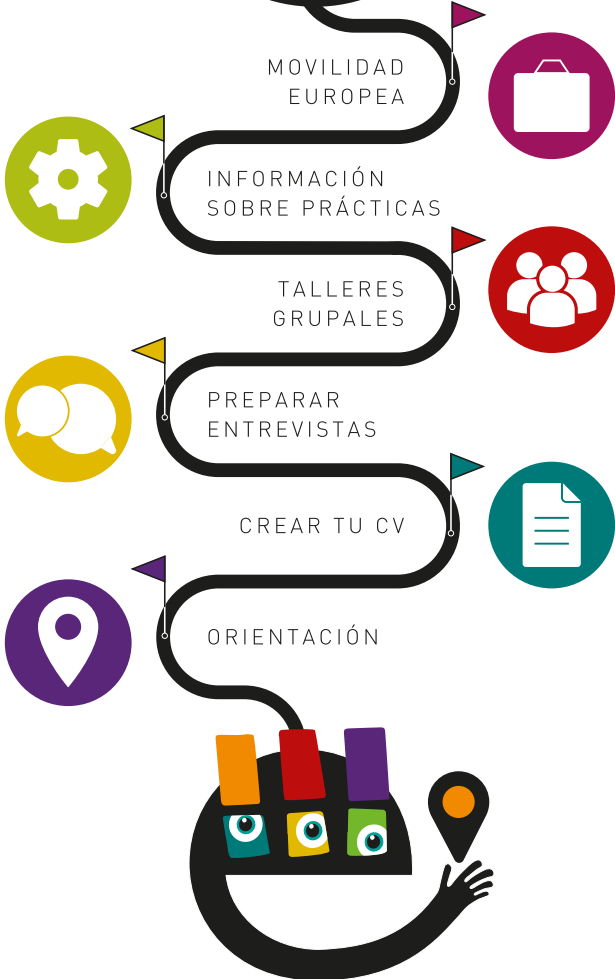 MOVILIDAD
EUROPEA
INFORMACIÓN
SOBRE PRÁCTICAS
TALLERES
GRUPALES
PREPARAR
ENTREVISTAS
CREAR TU CV
ORIENTACIÓN